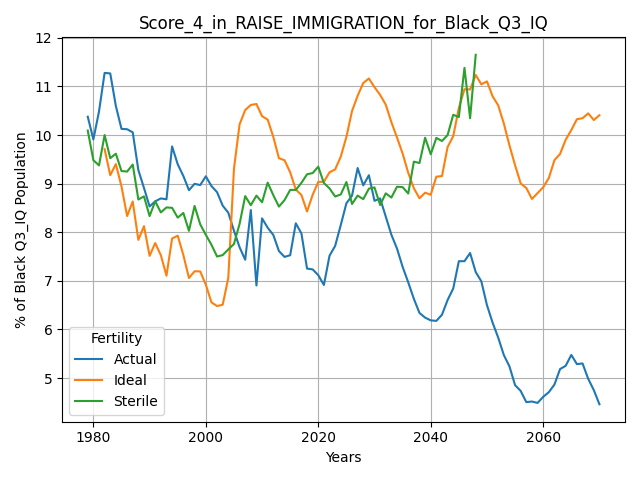 Score_4_in_RAISE_IMMIGRATION_for_Black_Q3_IQ
% of Black Q3_IQ Population
12
11
10
9
8
7
6
5
Fertility
Actual
Ideal
Sterile
1980 2000 2020 2040 2060
Years